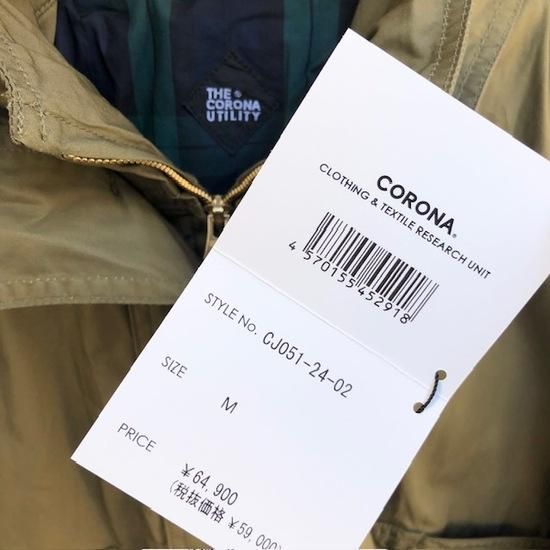 THE
CORONA
UTILITY
CORONA®
CLOTHING & TEXTILE RESEARCH UNIT
4 570155 452918
STYLE No. CJ051-24-02
SIZE
M
PRICE
¥64,900
(税抜価格 ¥59,000)